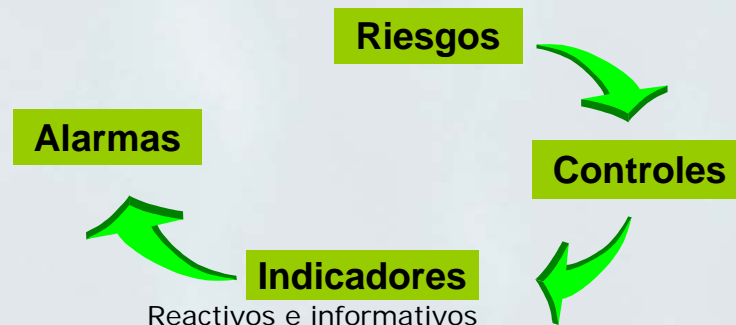 Riesgos
Alarmas
Controles
Indicadores
Reactivos e informativos